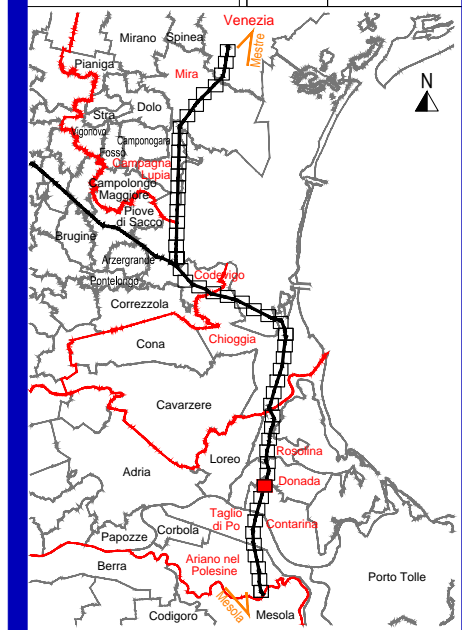 Venezia
Mirano
Spinea
Mestre
Pianiga
Mira
N
Dolo
Stra
Vigonovo
Camponogara
Fosso
Campagna
Lupia
Campolongo
Maggiore
Piove
di Sacco
Brugine
Arzergrande
Codevigo
Pontelongo
Correzzola
Chioggia
Cona
Cavarzere
Rosolina
Loreo
Adria
Donada
Taglio
di Po
Contarina
Corbola
Papozze
Ariano nel
Polesine
Berra
Porto Tolle
Mesola
Mesola
Codigoro